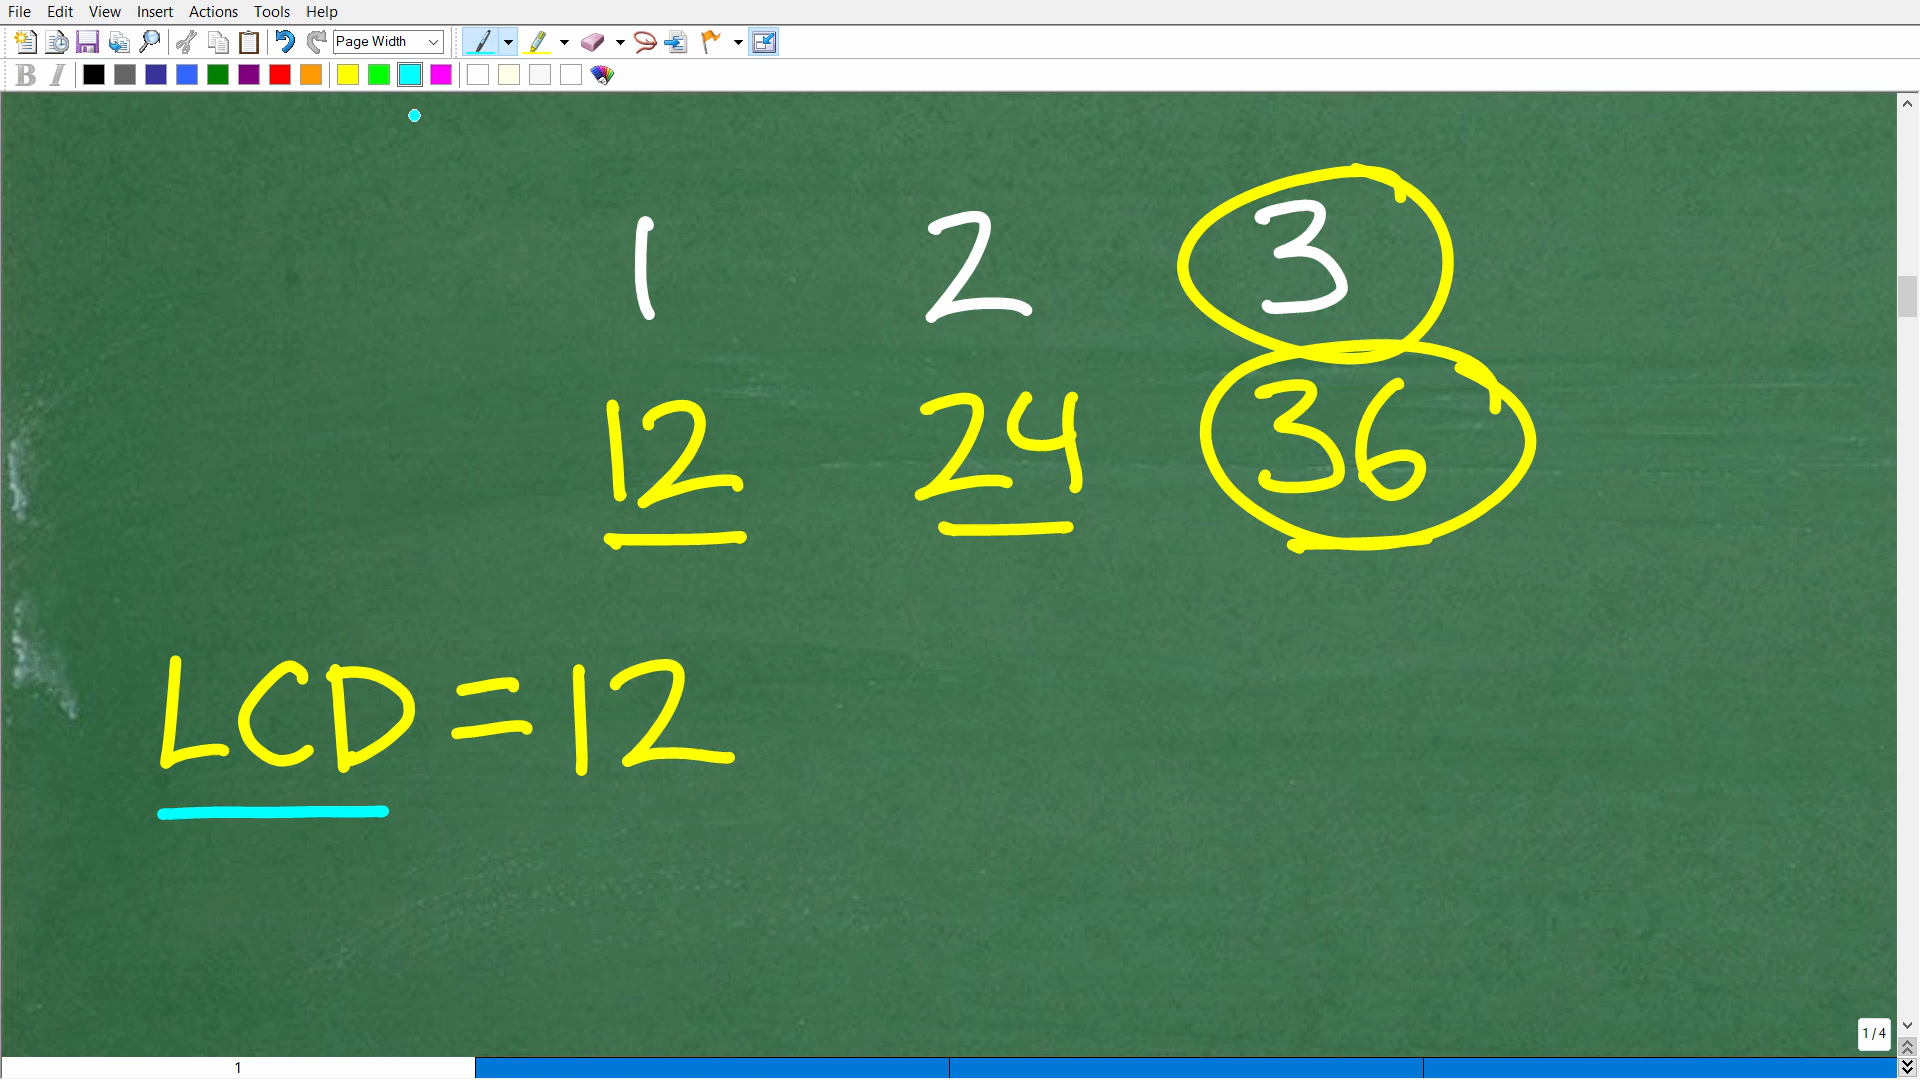 File Edit View Insert Actions Tools Help
Page Width
B I
1 2 3
12 24 36
LCD = 12
1 / 4
1